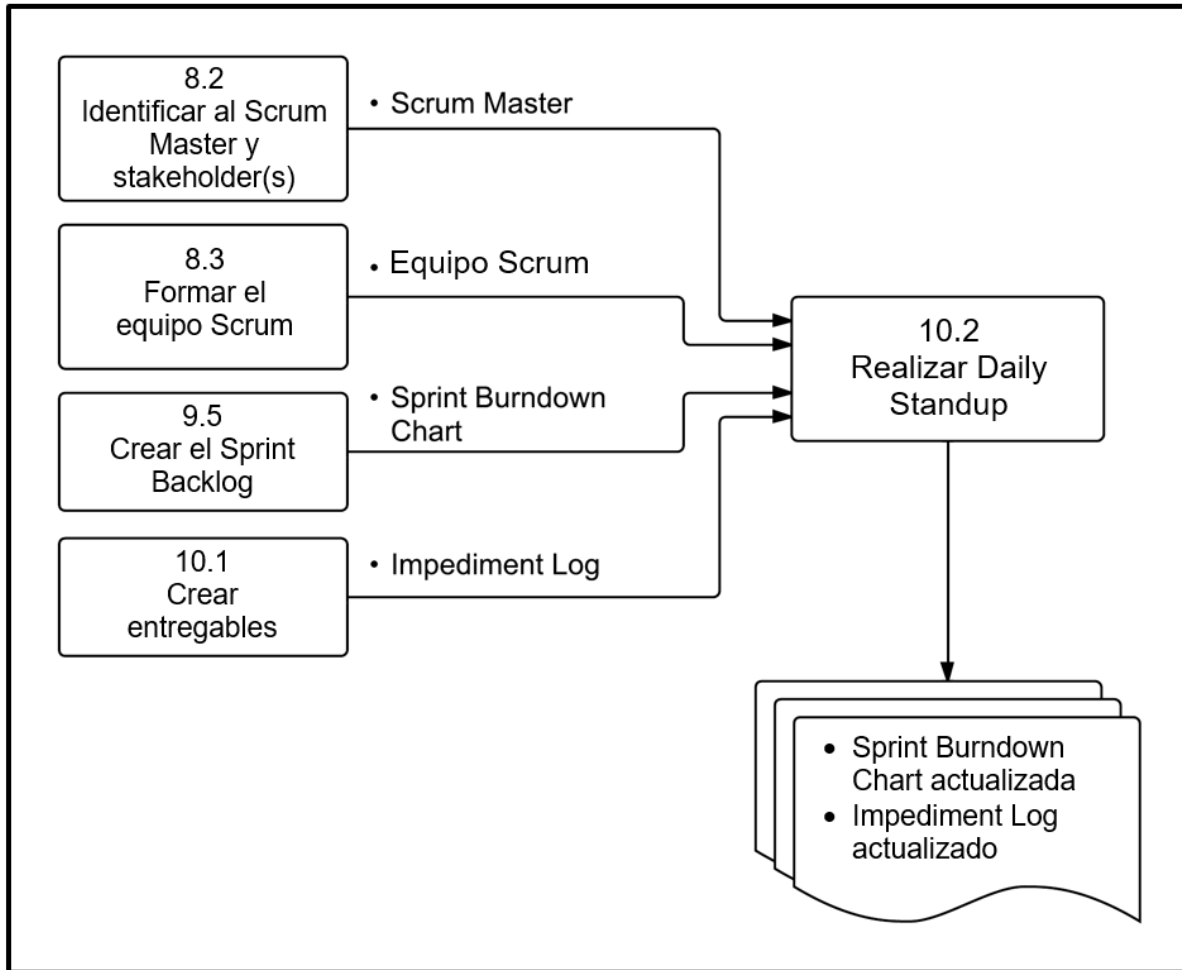 8.2
Identificar al Scrum
Master y
stakeholder(s)
• Scrum Master
8.3
Formar el
equipo Scrum
• Equipo Scrum
9.5
Crear el Sprint
Backlog
• Sprint Burndown
Chart
10.1
Crear
entregables
• Impediment Log
10.2
Realizar Daily
Standup
• Sprint Burndown
Chart actualizada
• Impediment Log
actualizado